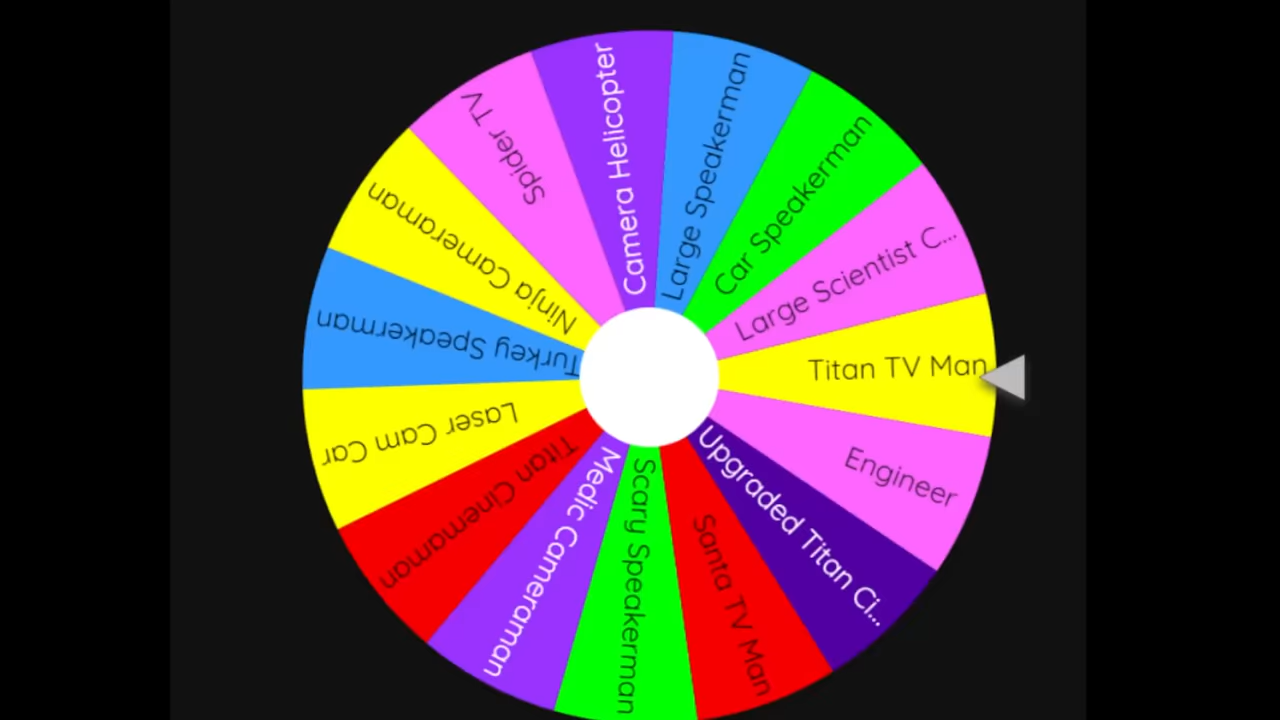 Camera Helicopter
Large Speakerman
Car Speakerman
Large Scientist C...
Titan TV Man
Engineer
Upgraded Titan Ci...
Santa TV Man
Scary Speakerman
Medic Cameraman
Titan Cinemaman
Laser Cam Car
Turkey Speakerman
Ninja Cameraman
Spider TV